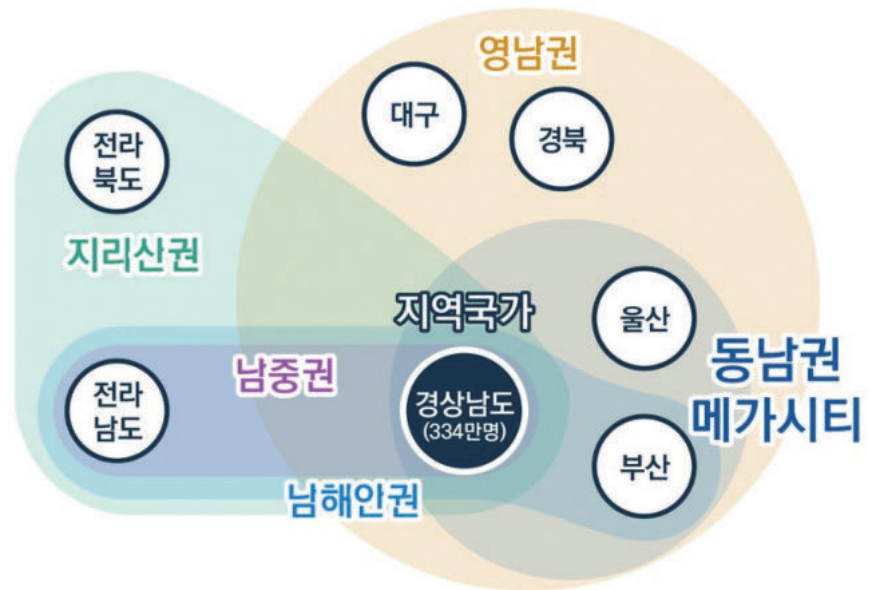 영남권
대구
경북
전라
북도
지리산권
지역국가
울산
동남권
메가시티
남중권
전라
남도
경상남도
(334만명)
부산
남해안권